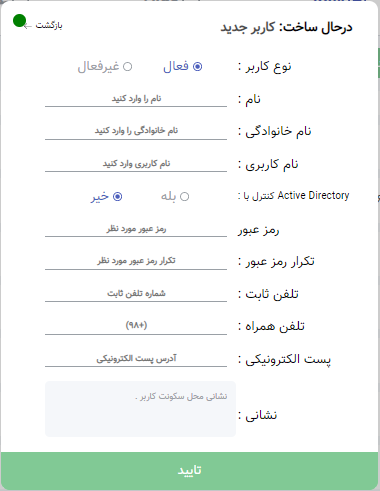 درحال ساخت: کاربر جدید
بازگشت
نوع کاربر : فعال غیرفعال
نام : نام را وارد کنید
نام خانوادگی : نام خانوادگی را وارد کنید
نام کاربری : نام کاربری وارد کنید
کنترل با Active Directory : بله خیر
رمز عبور رمز عبور مورد نظر
تکرار رمز عبور : تکرار رمز عبور مورد نظر
تلفن ثابت : شماره تلفن ثابت
تلفن همراه : (+۹۸)
پست الکترونیکی : آدرس پست الکترونیکی
نشانی : نشانی محل سکونت کاربر .
تایید